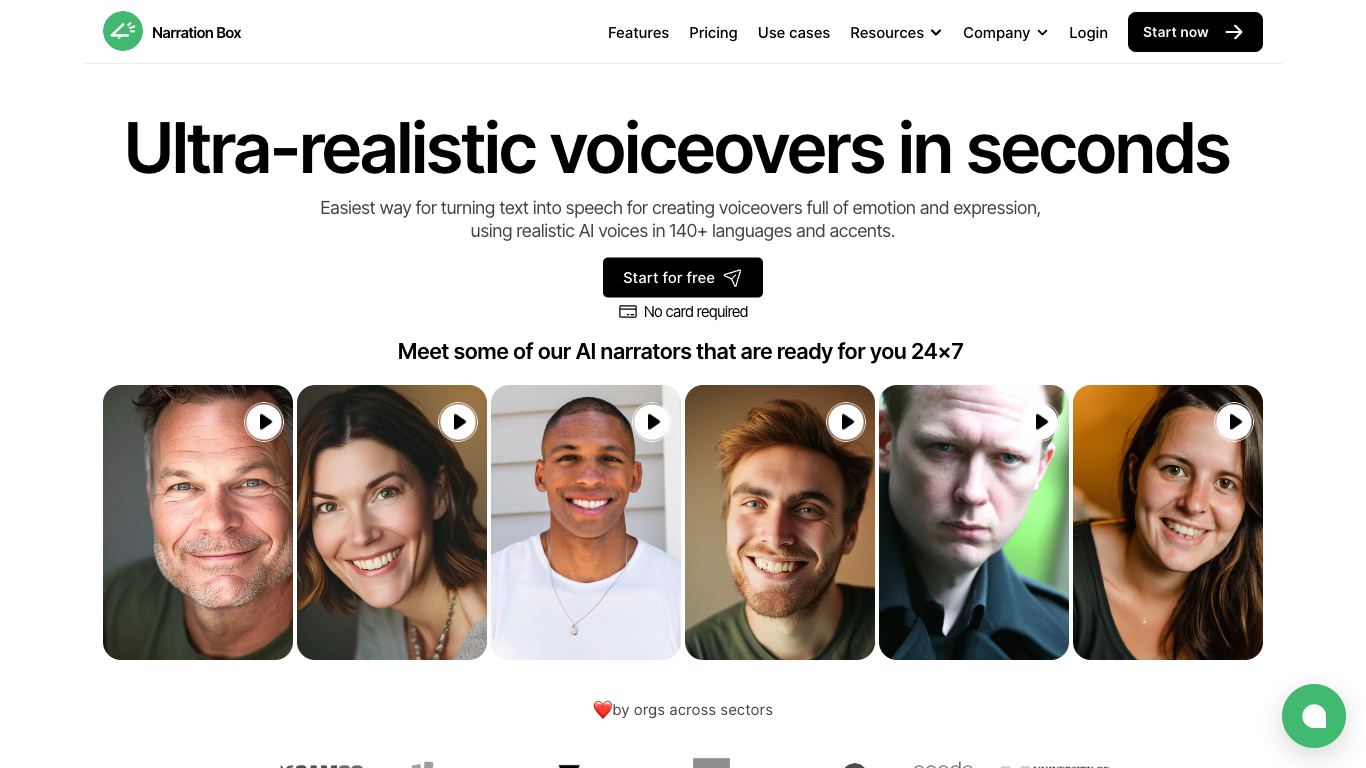 Narration Box
Features
Pricing
Use cases
Resources
Company
Login
Start now
Ultra-realistic voiceovers in seconds
Easiest way for turning text into speech for creating voiceovers full of emotion and expression,
using realistic AI voices in 140+ languages and accents.
Start for free
No card required
Meet some of our AI narrators that are ready for you 24×7
❤️by orgs across sectors